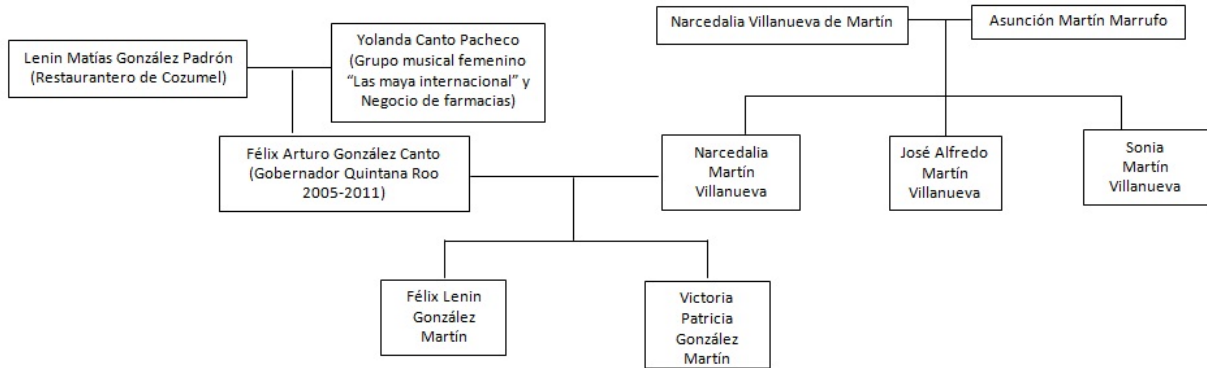 Narcedalia Villanueva de Martín
Asunción Martín Marrufo
Lenin Matías González Padrón
(Restaurantero de Cozumel)
Yolanda Canto Pacheco
(Grupo musical femenino
“Las maya internacional” y
Negocio de farmacias)
Félix Arturo González Canto
(Gobernador Quintana Roo
2005-2011)
Narcedalia
Martín
Villanueva
José Alfredo
Martín
Villanueva
Sonia
Martín
Villanueva
Félix Lenin
González
Martín
Victoria
Patricia
González
Martín